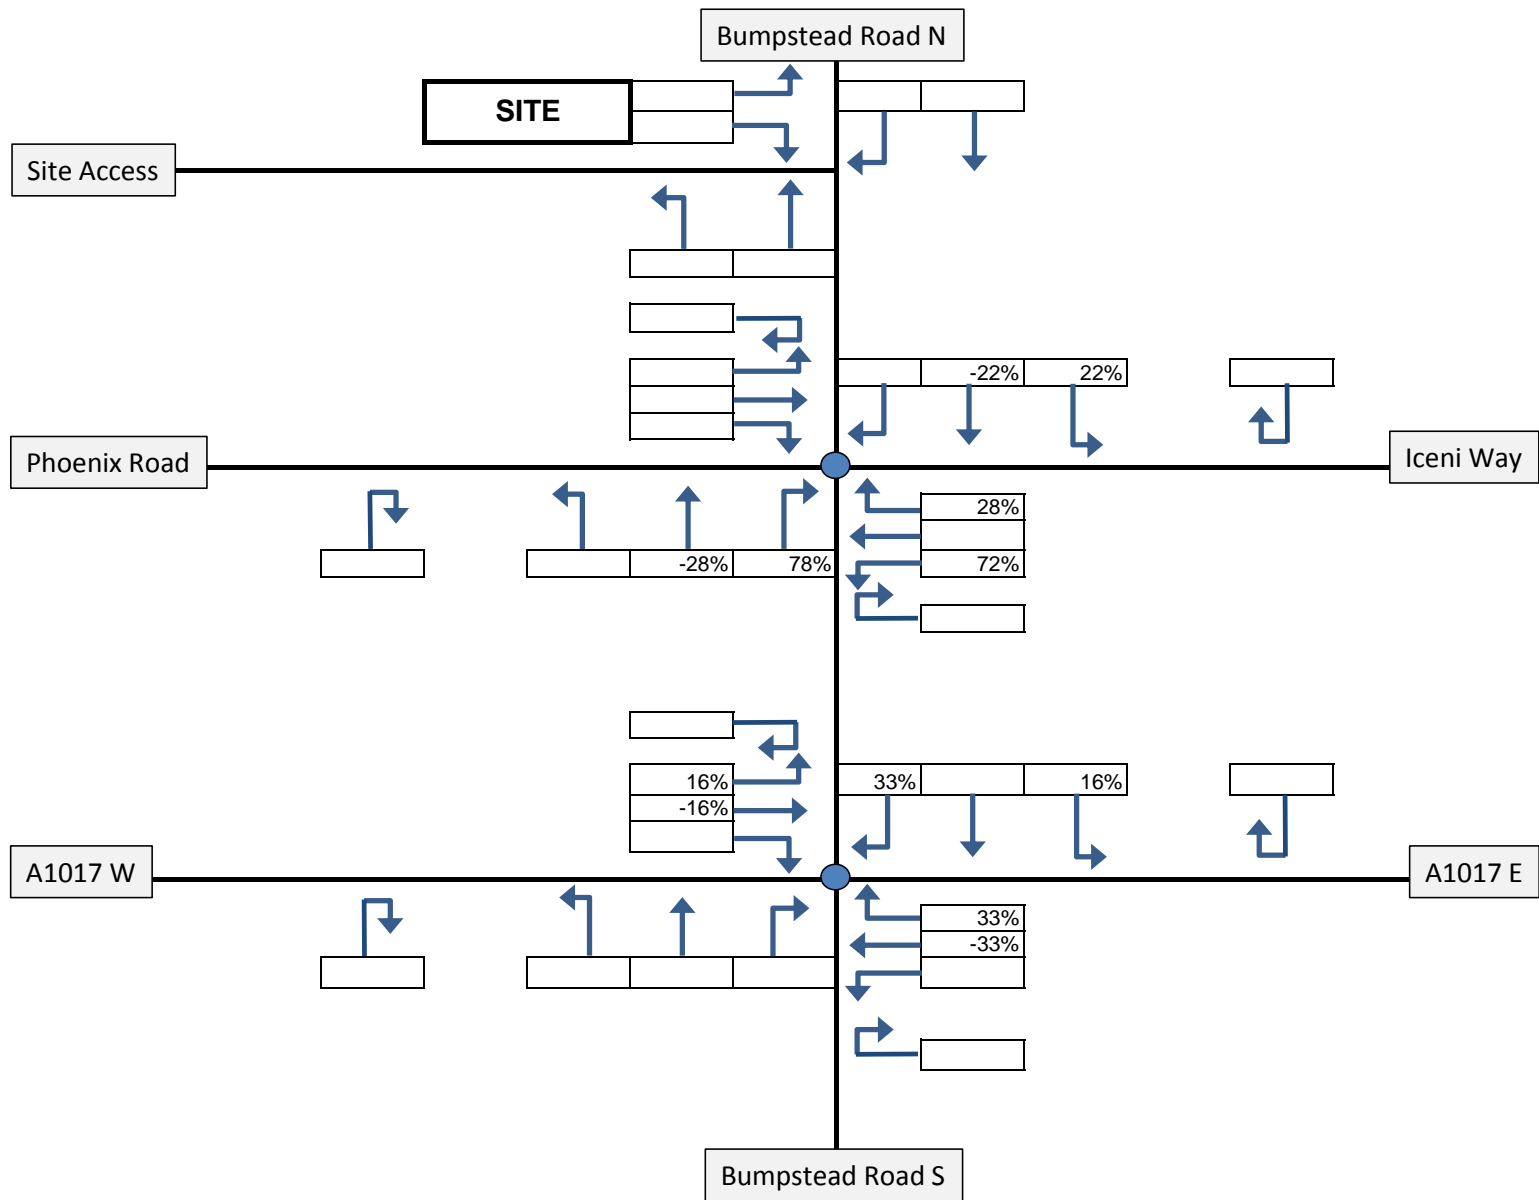 Bumpstead Road N
SITE
Site Access
-22% 22%
Phoenix Road
Iceni Way
28%
-28% 78%
72%
16%
33% 16%
-16%
A1017 W
A1017 E
33%
-33%
Bumpstead Road S